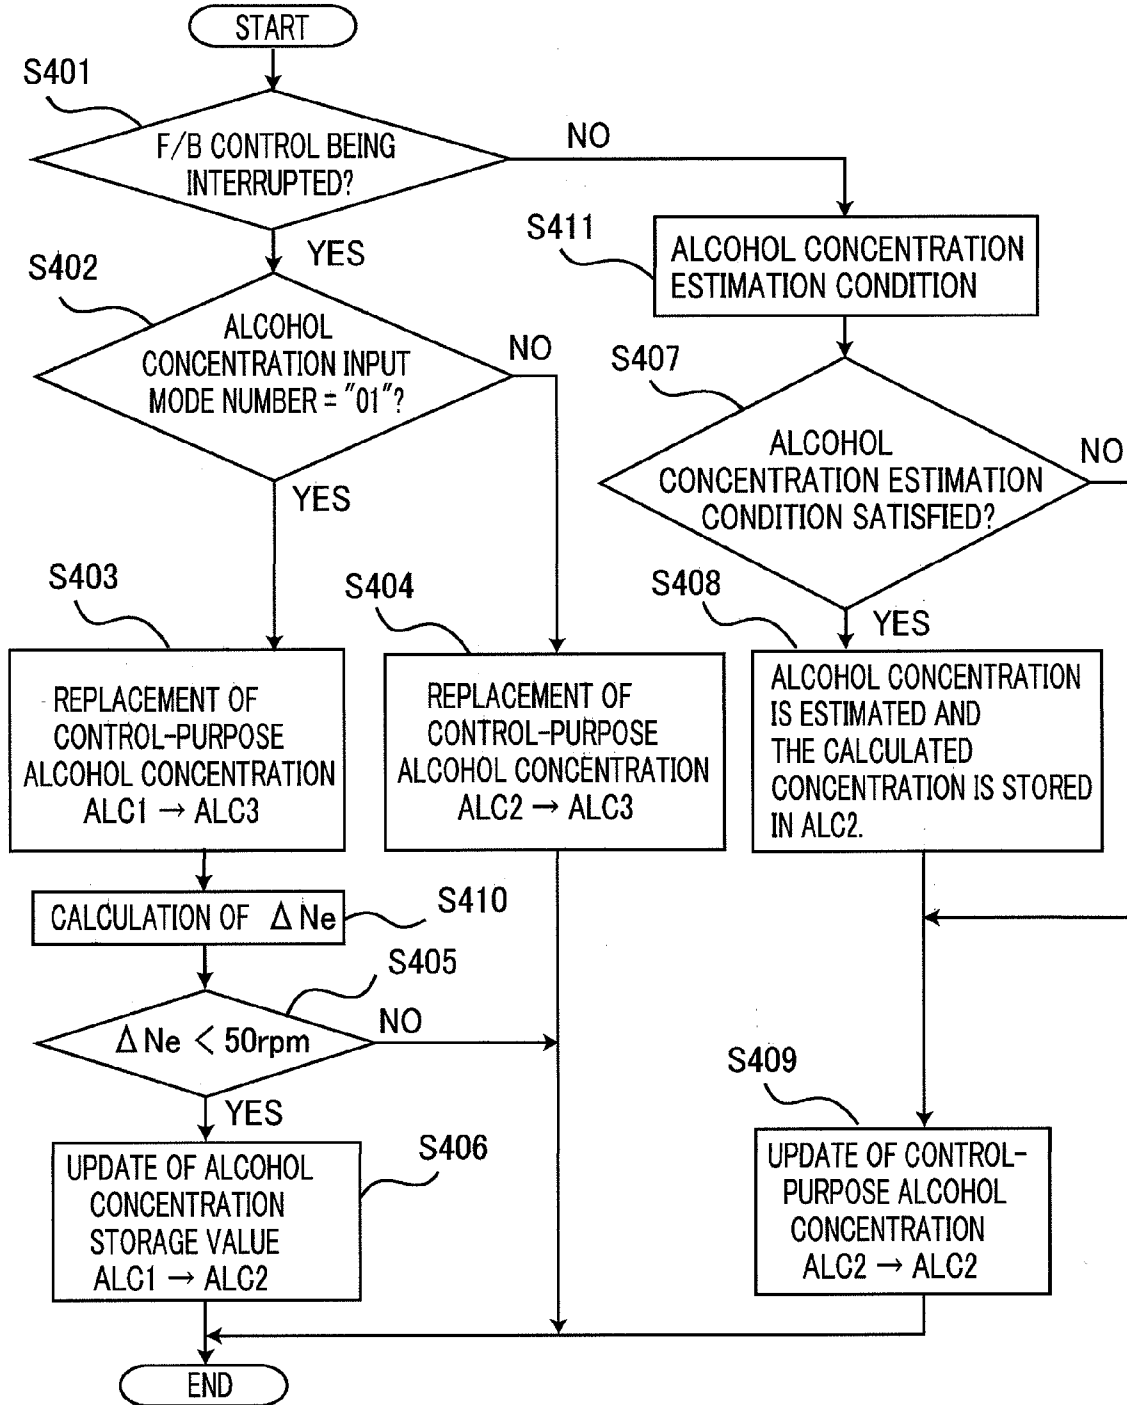 START
S401
F/B CONTROL BEING
INTERRUPTED?
NO
YES
S402
ALCOHOL
CONCENTRATION INPUT
MODE NUMBER = "01"?
NO
YES
S411
ALCOHOL CONCENTRATION
ESTIMATION CONDITION
S407
ALCOHOL
CONCENTRATION ESTIMATION
CONDITION SATISFIED?
NO
YES
S403
REPLACEMENT OF
CONTROL-PURPOSE
ALCOHOL CONCENTRATION
ALC1 → ALC3
S404
REPLACEMENT OF
CONTROL-PURPOSE
ALCOHOL CONCENTRATION
ALC2 → ALC3
S408
ALCOHOL CONCENTRATION
IS ESTIMATED AND
THE CALCULATED
CONCENTRATION IS STORED
IN ALC2.
CALCULATION OF Δ Ne
S410
S405
Δ Ne < 50rpm
NO
YES
S406
UPDATE OF ALCOHOL
CONCENTRATION
STORAGE VALUE
ALC1 → ALC2
S409
UPDATE OF CONTROL-
PURPOSE ALCOHOL
CONCENTRATION
ALC2 → ALC2
END